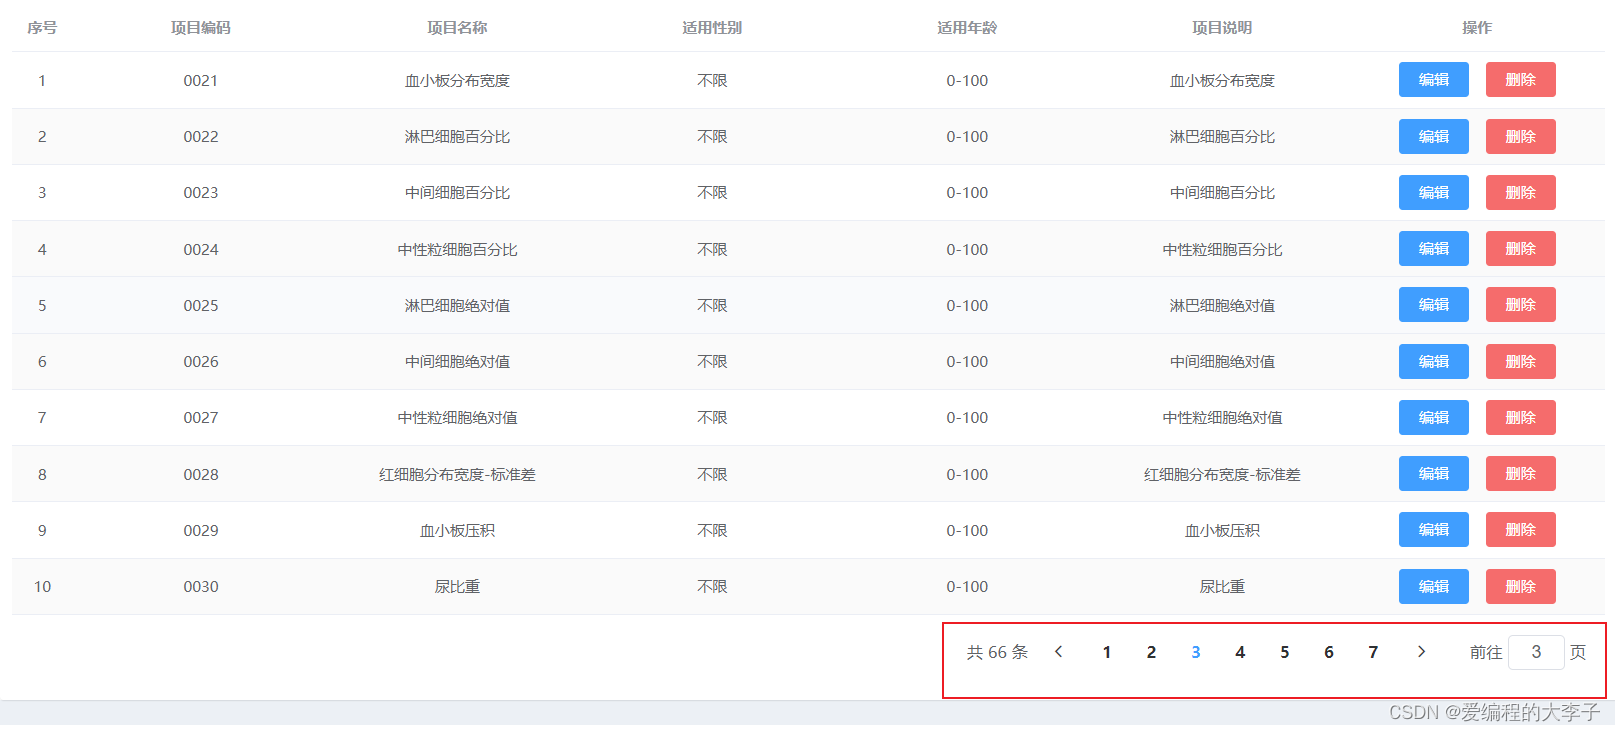 序号 项目编码 项目名称 适用性别 适用年龄 项目说明 操作
1 0021 血小板分布宽度 不限 0-100 血小板分布宽度 编辑 删除
2 0022 淋巴细胞百分比 不限 0-100 淋巴细胞百分比 编辑 删除
3 0023 中间细胞百分比 不限 0-100 中间细胞百分比 编辑 删除
4 0024 中性粒细胞百分比 不限 0-100 中性粒细胞百分比 编辑 删除
5 0025 淋巴细胞绝对值 不限 0-100 淋巴细胞绝对值 编辑 删除
6 0026 中间细胞绝对值 不限 0-100 中间细胞绝对值 编辑 删除
7 0027 中性粒细胞绝对值 不限 0-100 中性粒细胞绝对值 编辑 删除
8 0028 红细胞分布宽度-标准差 不限 0-100 红细胞分布宽度-标准差 编辑 删除
9 0029 血小板压积 不限 0-100 血小板压积 编辑 删除
10 0030 尿比重 不限 0-100 尿比重 编辑 删除
共 66 条 1 2 3 4 5 6 7 前往 3 页
CSDN @爱编程的大李子